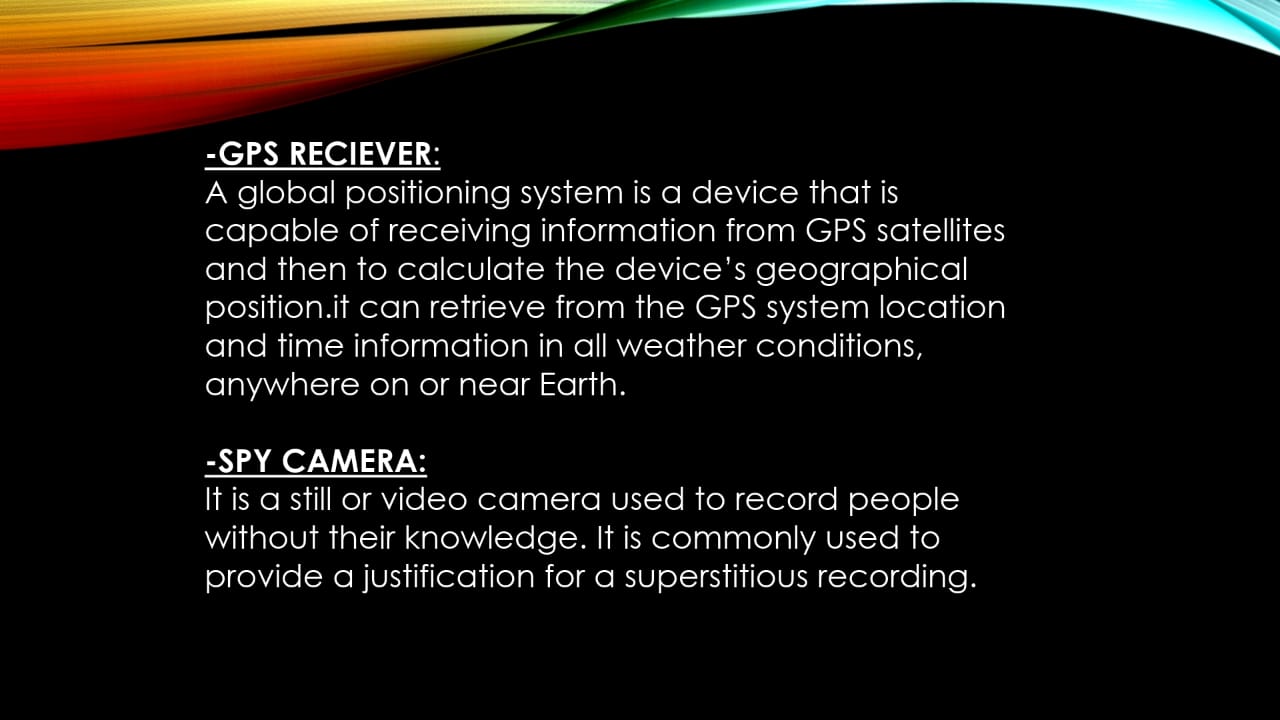 -GPS RECIEVER:
A global positioning system is a device that is
capable of receiving information from GPS satellites
and then to calculate the device’s geographical
position.it can retrieve from the GPS system location
and time information in all weather conditions,
anywhere on or near Earth.
-SPY CAMERA:
It is a still or video camera used to record people
without their knowledge. It is commonly used to
provide a justification for a superstitious recording.